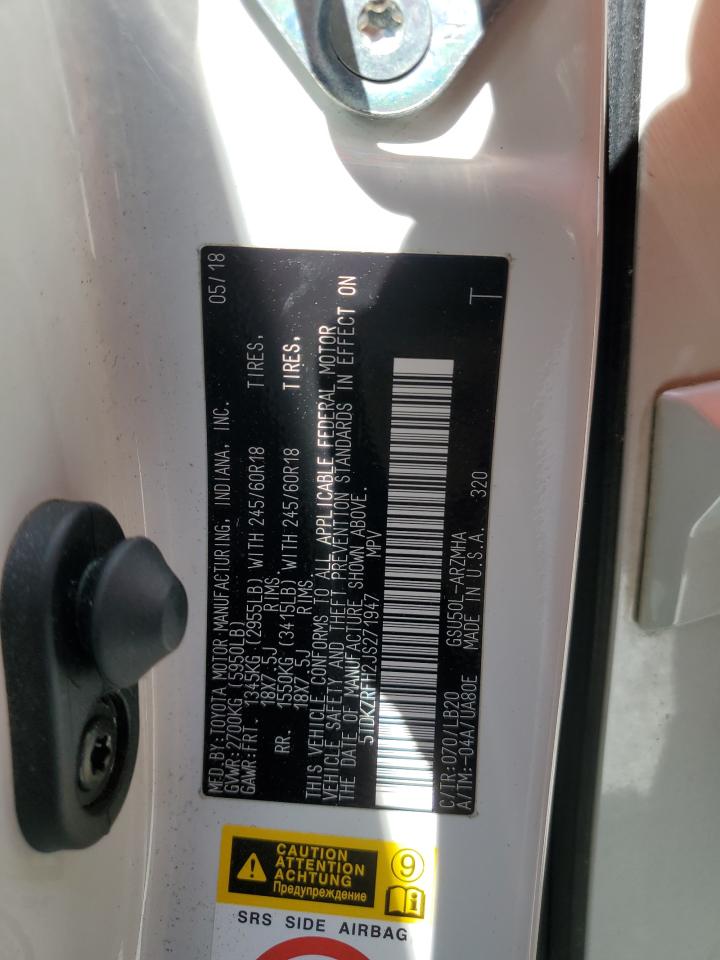 MFD BY:TOYOTA MOTOR MANUFACTURING, INDIANA, INC. 05/18
GVWR:2700KG(5950LB)
GAWR:FRT. 1345KG (2955LB) WITH 245/60R18 TIRES,
18X7.5J RIMS,
RR. 1550KG (3415LB) WITH 245/60R18 TIRES,
18X7.5J RIMS,
THIS VEHICLE CONFORMS TO ALL APPLICABLE FEDERAL MOTOR
VEHICLE SAFETY AND THEFT PREVENTION STANDARDS IN EFFECT ON
THE DATE OF MANUFACTURE SHOWN ABOVE.
5TDKZRFH7JS271947 MPV
C/TR:070/LB20 GSU50L-ARZMHA
A/TM:-04A/UA80E MADE IN U.S.A. 320
T
CAUTION
ATTENTION
ACHTUNG
Предупреждение
9
SRS SIDE AIRBAG